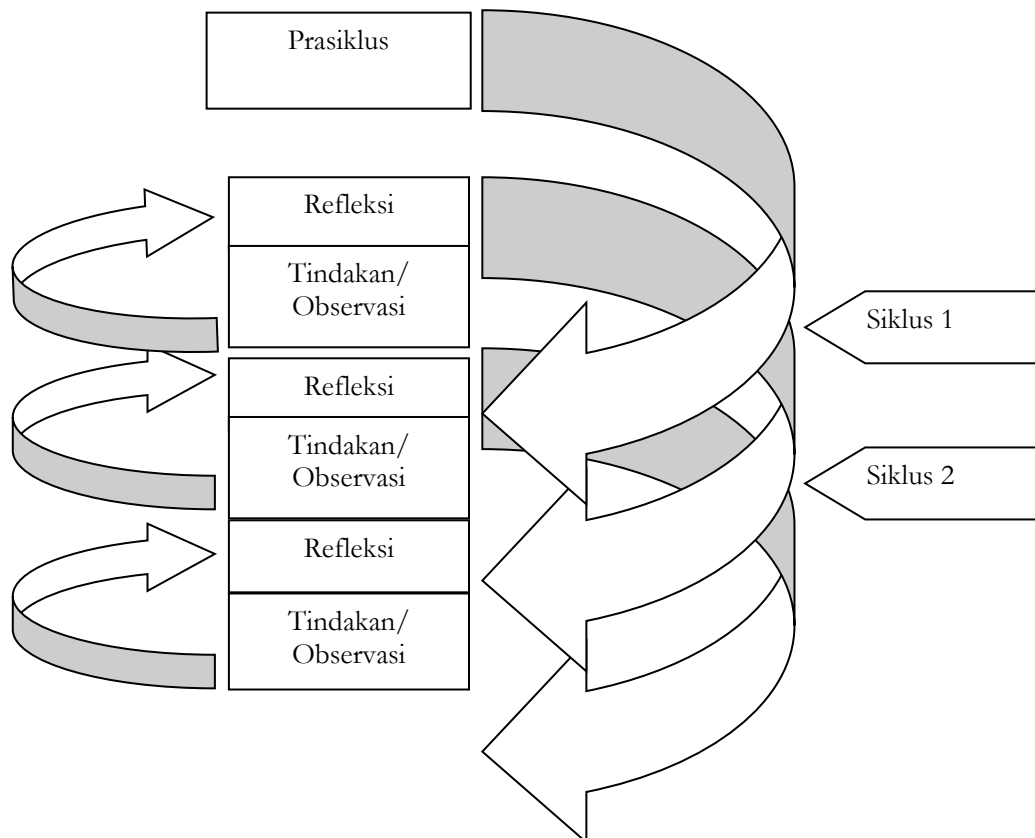 Prasiklus
Refleksi
Tindakan/
Observasi
Siklus 1
Refleksi
Tindakan/
Observasi
Siklus 2
Refleksi
Tindakan/
Observasi